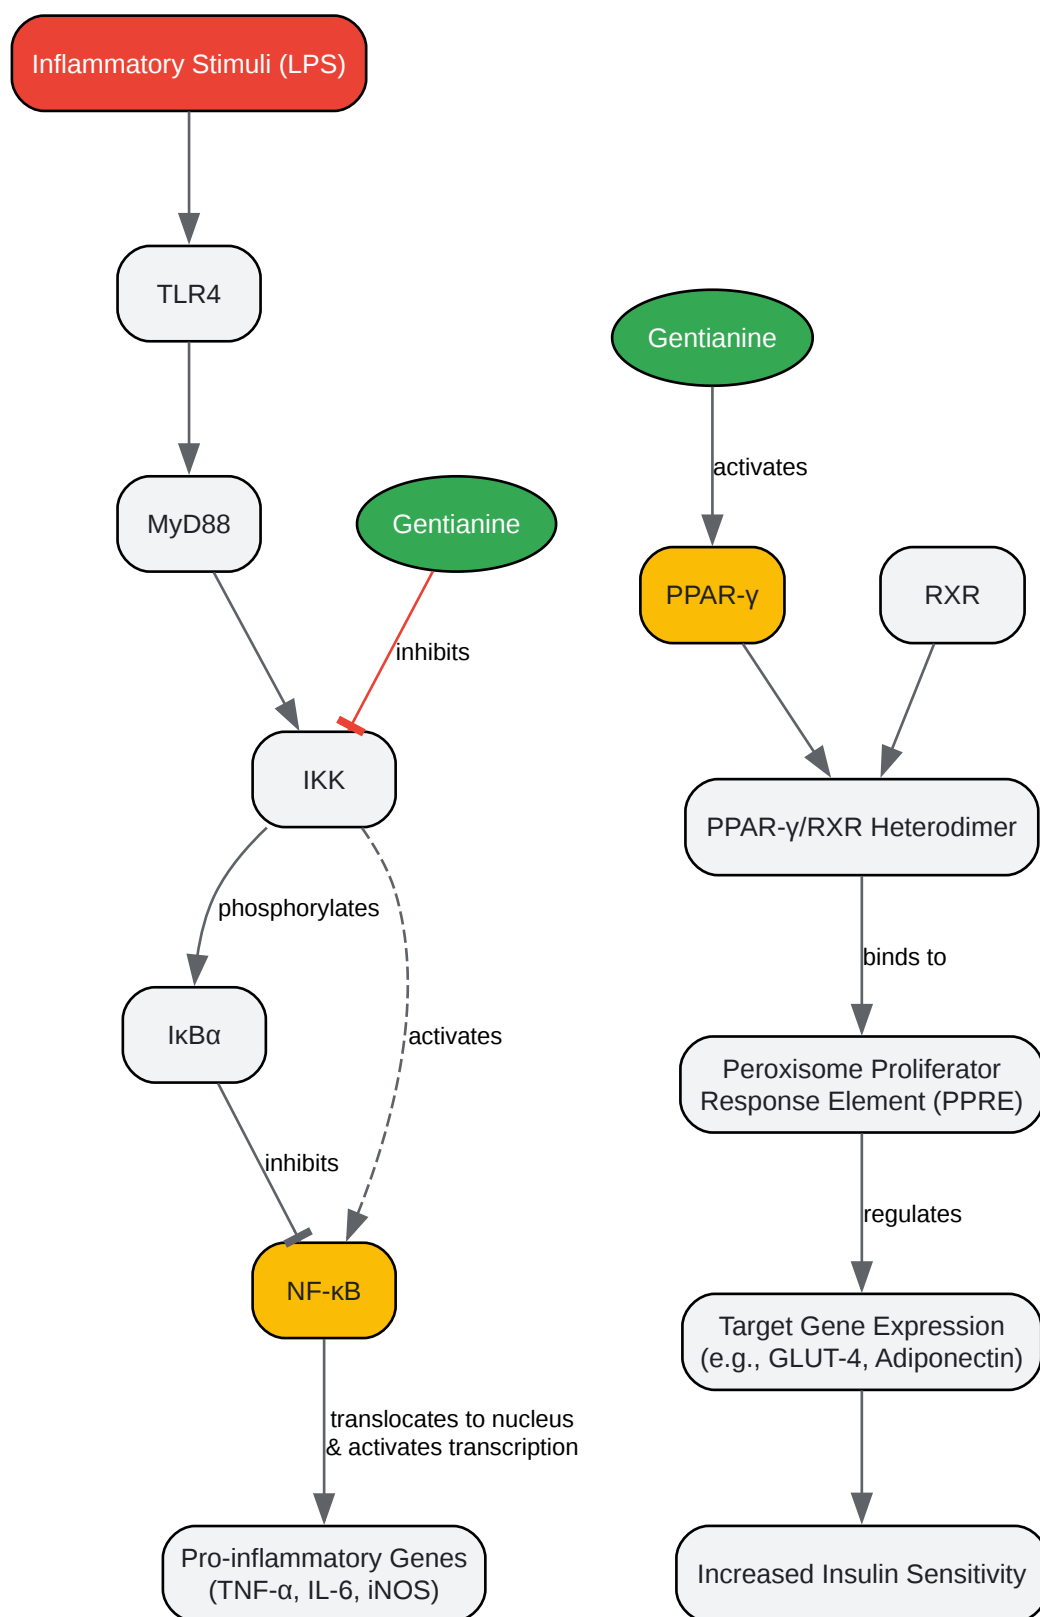 Inflammatory Stimuli (LPS)
TLR4
MyD88
Gentianine
inhibits
IKK
phosphorylates
IκBα
activates
inhibits
NF-κB
translocates to nucleus
& activates transcription
Pro-inflammatory Genes
(TNF-α, IL-6, iNOS)
Gentianine
activates
PPAR-γ
RXR
PPAR-γ/RXR Heterodimer
binds to
Peroxisome Proliferator
Response Element (PPRE)
regulates
Target Gene Expression
(e.g., GLUT-4, Adiponectin)
Increased Insulin Sensitivity